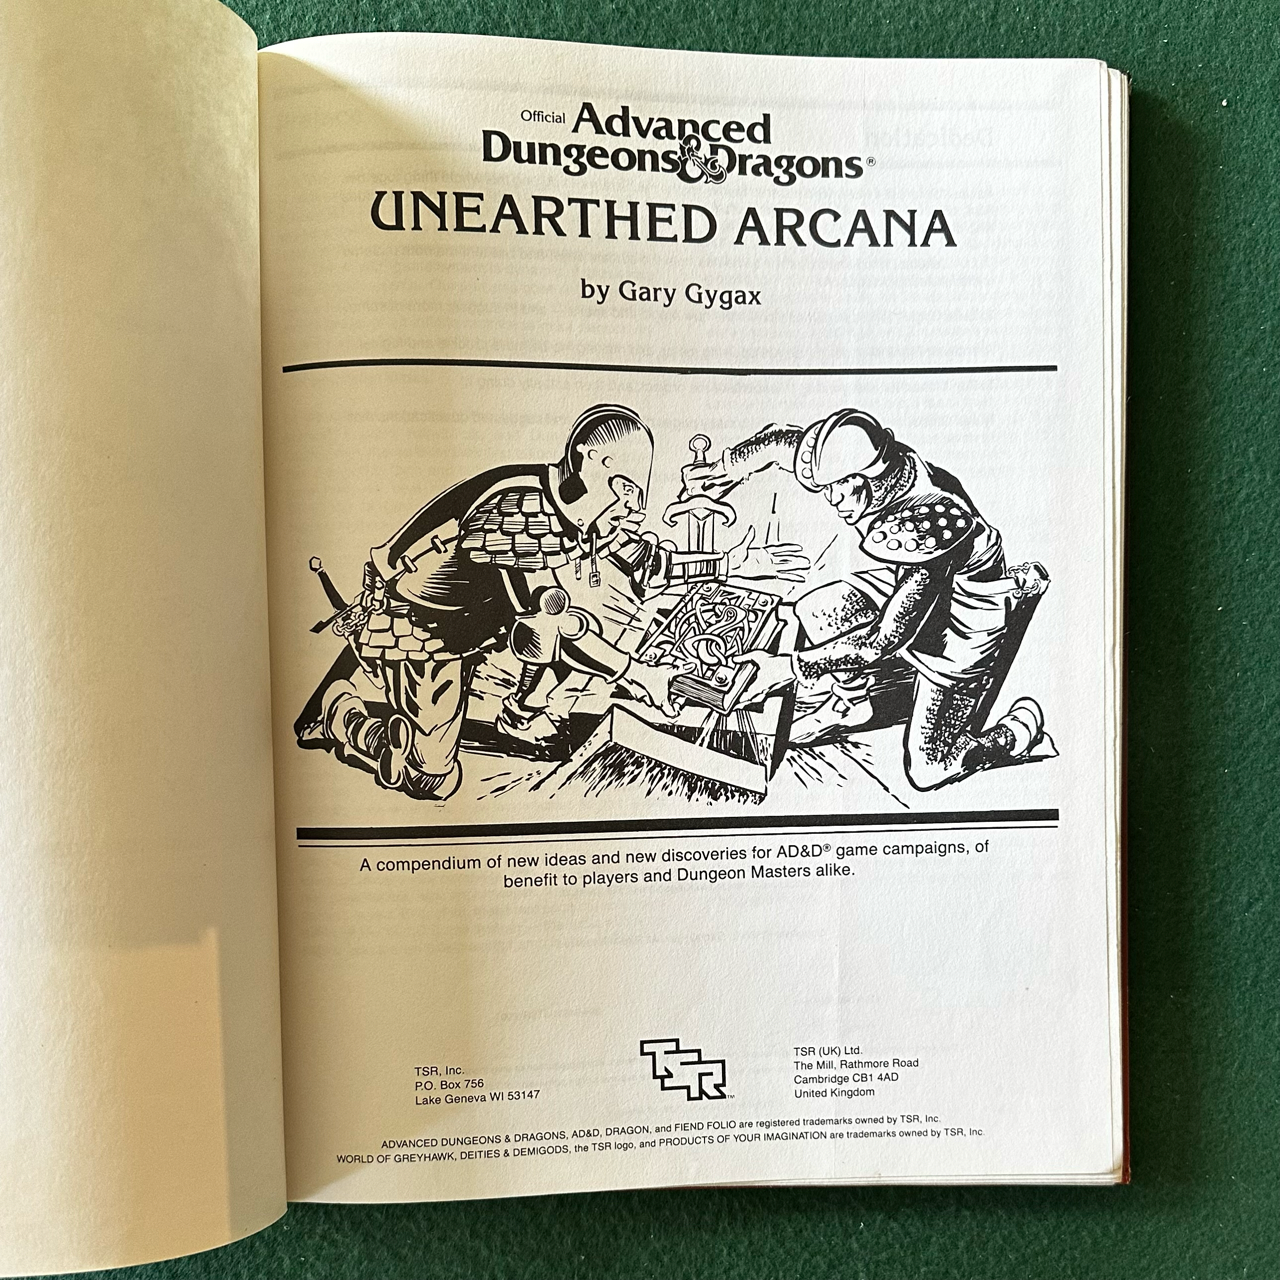 Official Advanced
Dungeons & Dragons®
UNEARTHED ARCANA
by Gary Gygax
A compendium of new ideas and new discoveries for AD&D® game campaigns, of
benefit to players and Dungeon Masters alike.
TSR, Inc.
P.O. Box 756
Lake Geneva WI 53147
TSR™
TSR (UK) Ltd.
The Mill, Rathmore Road
Cambridge CB1 4AD
United Kingdom
ADVANCED DUNGEONS & DRAGONS, AD&D, DRAGON, and FIEND FOLIO are registered trademarks owned by TSR, Inc.
WORLD OF GREYHAWK, DEITIES & DEMIGODS, the TSR logo, and PRODUCTS OF YOUR IMAGINATION are trademarks owned by TSR, Inc.